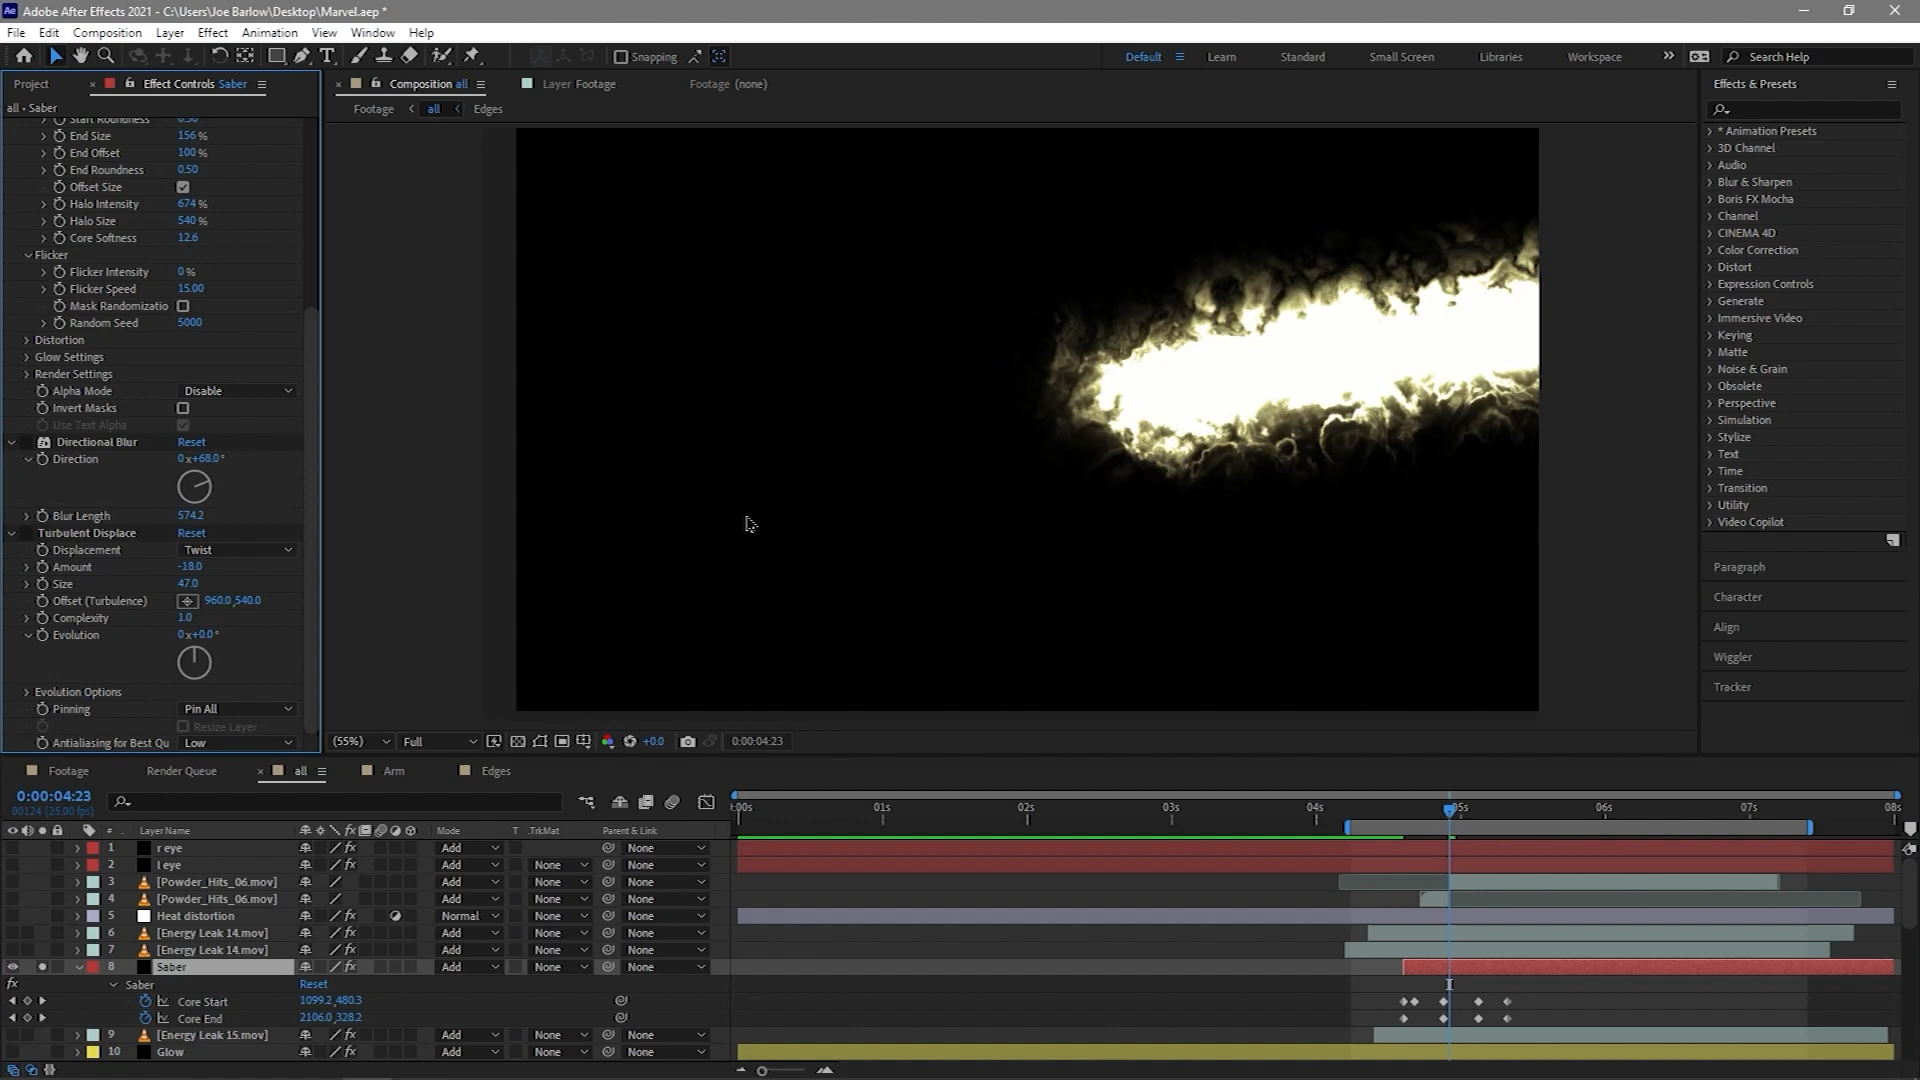 Ae Adobe After Effects 2021 - C:\Users\Joe Barlow\Desktop\Marvel.aep *
File Edit Composition Layer Effect Animation View Window Help
Snapping
Default Learn Standard Small Screen Libraries Workspace Search Help
Project Effect Controls Saber
Composition all Layer Footage Footage (none)
Effects & Presets
all - Saber
Footage all Edges
Start Roundness 0.50
End Size 156 %
End Offset 100 %
End Roundness 0.50
Offset Size
Halo Intensity 674 %
Halo Size 540 %
Core Softness 12.6
Flicker
Flicker Intensity 0 %
Flicker Speed 15.00
Mask Randomizatio
Random Seed 5000
Distortion
Glow Settings
Render Settings
Alpha Mode Disable
Invert Masks
Use Text Alpha
Directional Blur Reset
Direction 0 x+68.0°
Blur Length 574.2
Turbulent Displace Reset
Displacement Twist
Amount -18.0
Size 47.0
Offset (Turbulence) 960.0,540.0
Complexity 1.0
Evolution 0 x+0.0°
Evolution Options
Pinning Pin All
Resize Layer
Antialiasing for Best Qu Low
* Animation Presets
3D Channel
Audio
Blur & Sharpen
Boris FX Mocha
Channel
CINEMA 4D
Color Correction
Distort
Expression Controls
Generate
Immersive Video
Keying
Matte
Noise & Grain
Obsolete
Perspective
Simulation
Stylize
Text
Time
Transition
Utility
Video Copilot
Paragraph
Character
Align
Wiggler
Tracker
(55%) Full +0.0 0:00:04:23
Footage Render Queue all Arm Edges
0:00:04:23
00124 (25.00 fps)
:00s 01s 02s 03s 04s 05s 06s 07s 08s
# Layer Name Mode T .TrkMat Parent & Link
1 r eye Add None
2 l eye Add None None
3 [Powder_Hits_06.mov] Add None None
4 [Powder_Hits_06.mov] Add None None
5 Heat distortion Normal None None
6 [Energy Leak 14.mov] Add None None
7 [Energy Leak 14.mov] Add None None
8 Saber Add None None
fx Saber Reset
Core Start 1099.2,480.3
Core End 2106.0,328.2
9 [Energy Leak 15.mov] Add None None
10 Glow Add None None